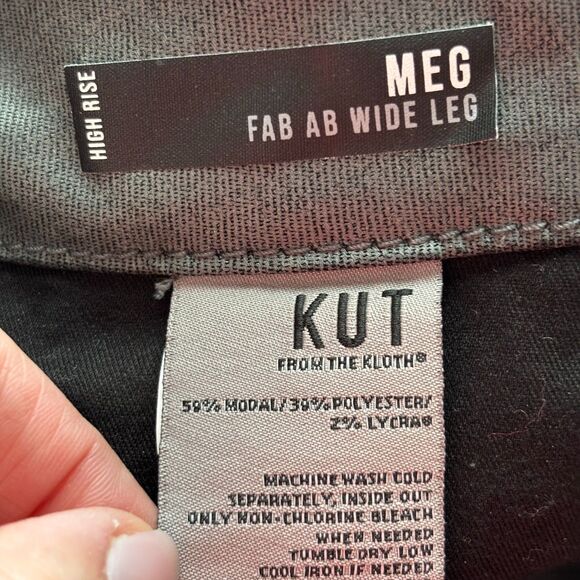 HIGH RISE
MEG
FAB AB WIDE LEG
KUT
FROM THE KLOTH®
59% MODAL/39% POLYESTER/
2% LYCRA®
MACHINE WASH COLD
SEPARATELY, INSIDE OUT
ONLY NON-CHLORINE BLEACH
WHEN NEEDED
TUMBLE DRY LOW
COOL IRON IF NEEDED